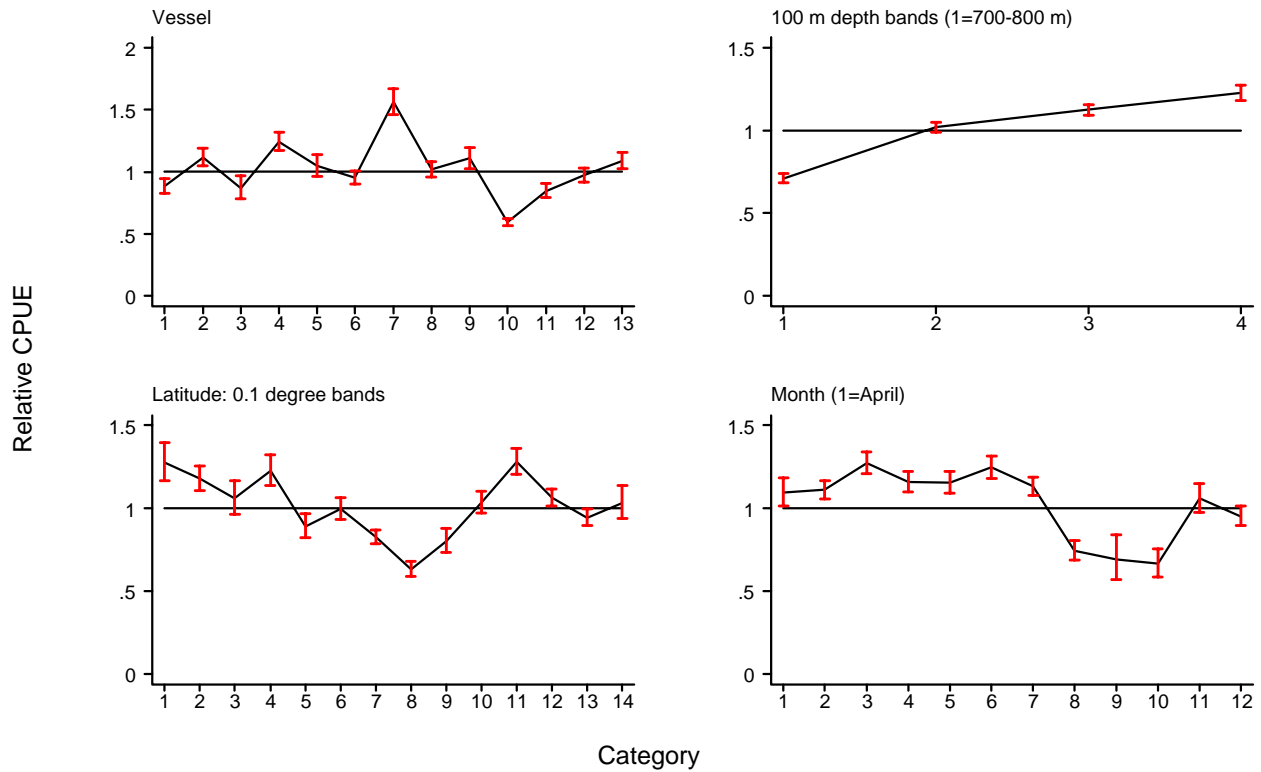 Vessel
2
1.5
1
.5
0
1 2 3 4 5 6 7 8 9 10 11 12 13
100 m depth bands (1=700-800 m)
1.5
1
.5
0
1 2 3 4
Relative CPUE
Latitude: 0.1 degree bands
1.5
1
.5
0
1 2 3 4 5 6 7 8 9 10 11 12 13 14
Month (1=April)
1.5
1
.5
0
1 2 3 4 5 6 7 8 9 10 11 12
Category